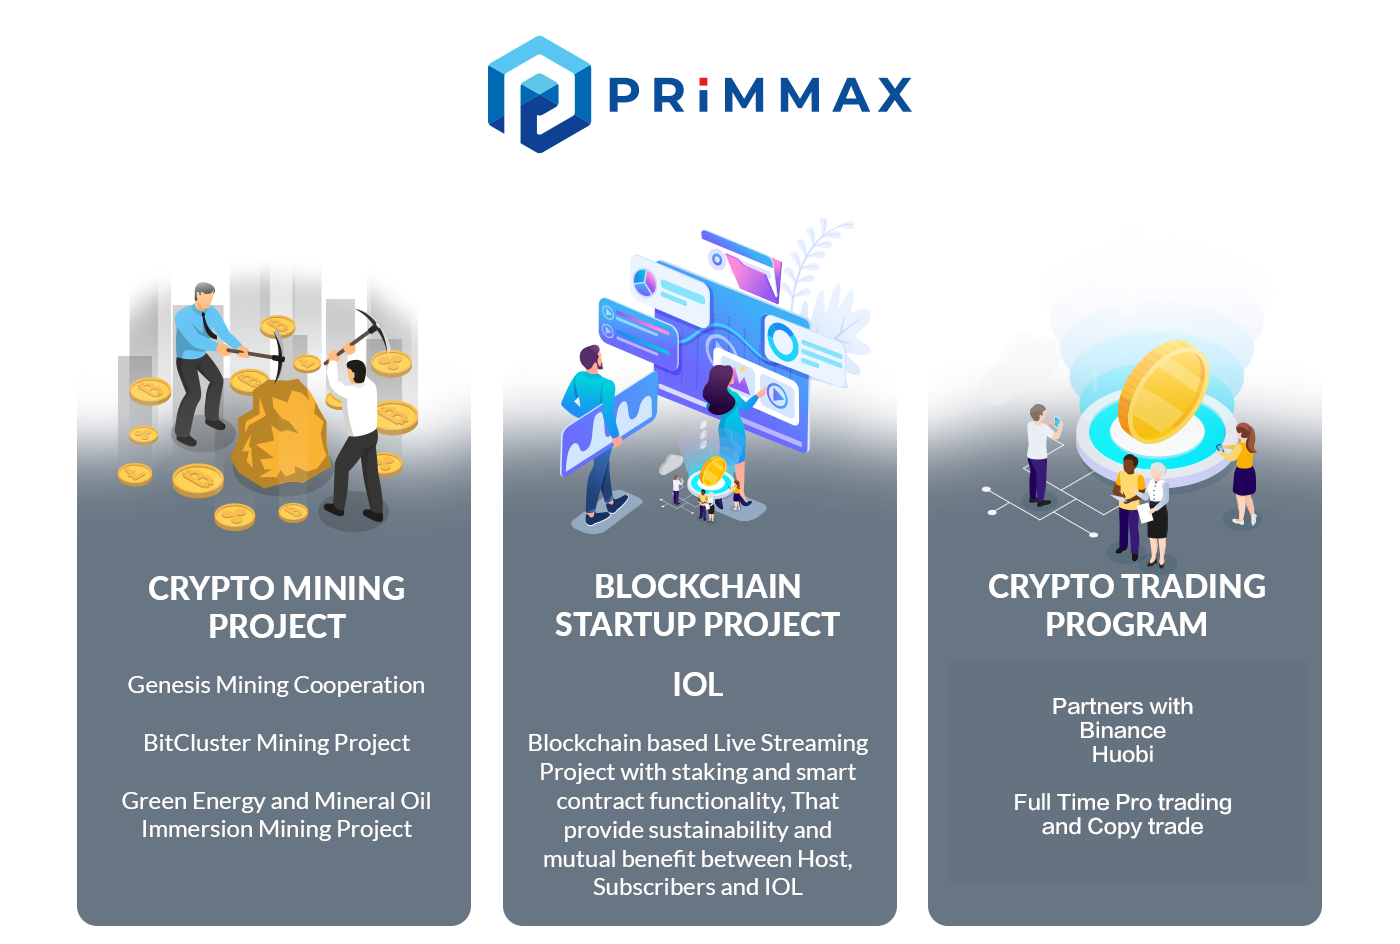 PRiMMAX
CRYPTO MINING
PROJECT
Genesis Mining Cooperation
BitCluster Mining Project
Green Energy and Mineral Oil
Immersion Mining Project
BLOCKCHAIN
STARTUP PROJECT
IOL
Blockchain based Live Streaming
Project with staking and smart
contract functionality, That
provide sustainability and
mutual benefit between Host,
Subscribers and IOL
CRYPTO TRADING
PROGRAM
Partners with
Binance
Huobi
Full Time Pro trading
and Copy trade